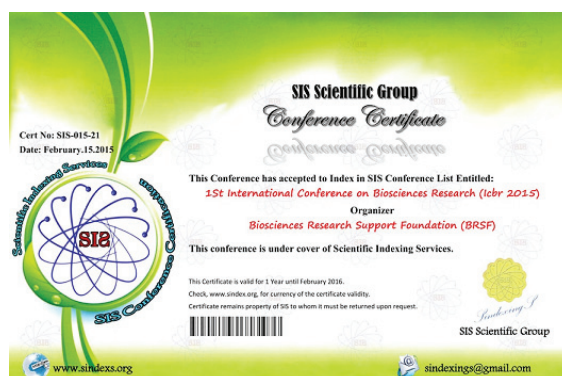 SIS Scientific Group
Conference Certificate
Cert No: SIS-015-21
Date: February.15.2015
This Conference has accepted to Index in SIS Conference List Entitled:
1St International Conference on Biosciences Research (Icbr 2015)
Organizer
Biosciences Research Support Foundation (BRSF)
This conference is under cover of Scientific Indexing Services.
Scientific Indexing Services
SIS
SIS Conference Certification
This Certificate is valid for 1 Year until February 2016.
Check, www.sindex.org, for currency of the certificate validity.
Certificate remains property of SIS to whom it must be returned upon request.
Sindexing.S
SIS Scientific Group
www.sindexs.org
sindexings@gmail.com